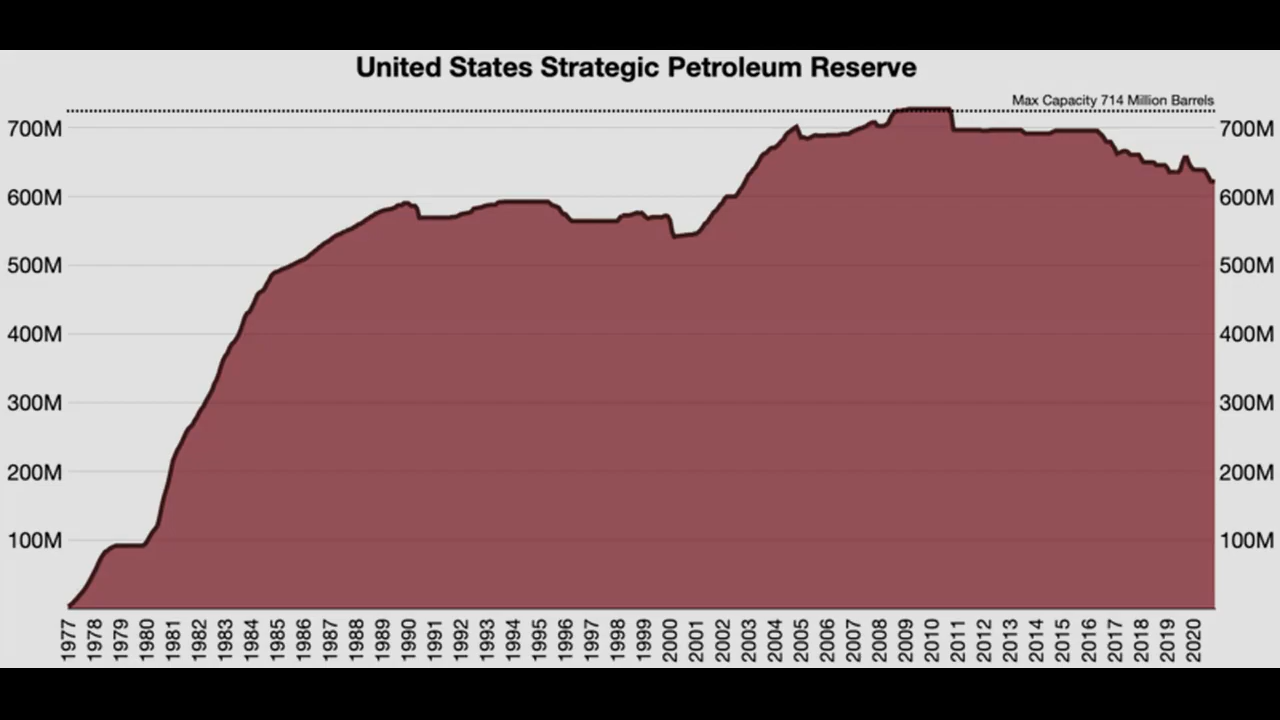 United States Strategic Petroleum Reserve
Max Capacity 714 Million Barrels
700M 700M
600M 600M
500M 500M
400M 400M
300M 300M
200M 200M
100M 100M
1977 1978 1979 1980 1981 1982 1983 1984 1985 1986 1987 1988 1989 1990 1991 1992 1993 1994 1995 1996 1997 1998 1999 2000 2001 2002 2003 2004 2005 2006 2007 2008 2009 2010 2011 2012 2013 2014 2015 2016 2017 2018 2019 2020